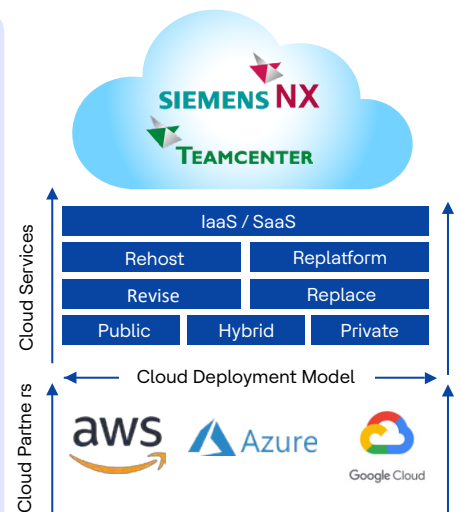 SIEMENS NX
TEAMCENTER
IaaS / SaaS
Rehost
Replatform
Revise
Replace
Public
Hybrid
Private
Cloud Services
Cloud Deployment Model
Cloud Partne rs
aws
Azure
Google Cloud